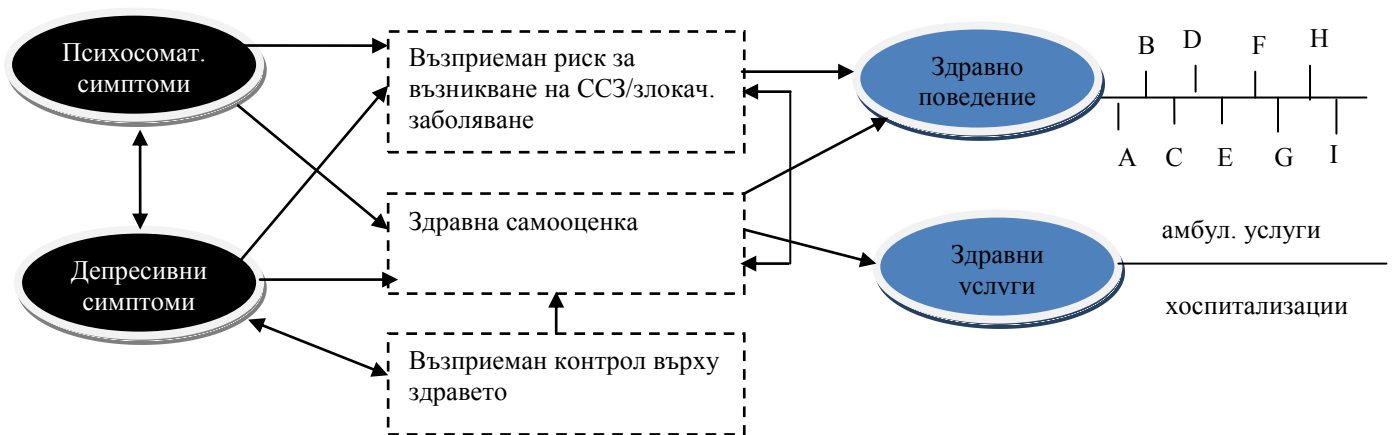 Психосомат.
симптоми
Възприеман риск за
възникване на ССЗ/злокач.
заболяване
Здравно
поведение
B
D
F
H
A
C
E
G
I
Здравна самооценка
Депресивни
симптоми
Здравни
услуги
амбул. услуги
хоспитализации
Възприеман контрол върху
здравето